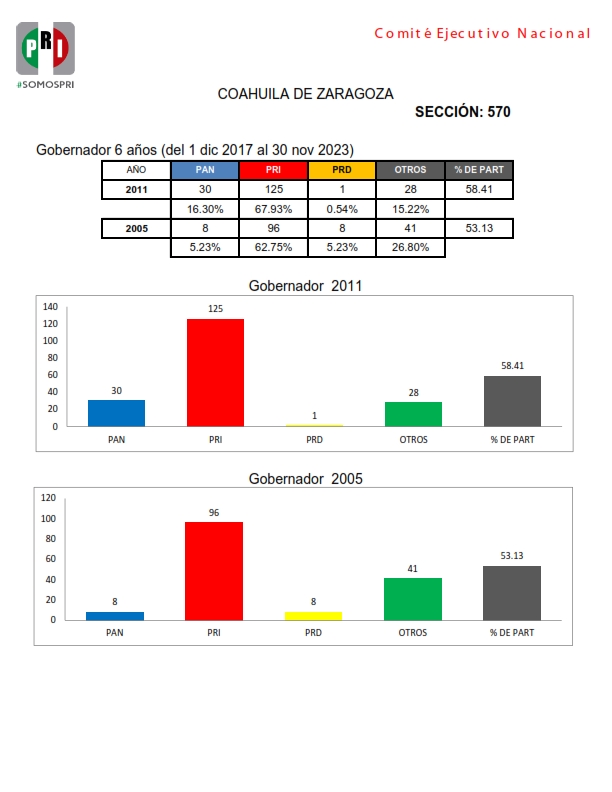 Comité Ejecutivo Nacional
PRI
#SOMOSPRI
COAHUILA DE ZARAGOZA
SECCIÓN: 570
Gobernador 6 años (del 1 dic 2017 al 30 nov 2023)
AÑO PAN PRI PRD OTROS % DE PART
2011 30 125 1 28 58.41
16.30% 67.93% 0.54% 15.22%
2005 8 96 8 41 53.13
5.23% 62.75% 5.23% 26.80%
Gobernador 2011
140
120
100
80
60
40
20
0
30 125 1 28 58.41
PAN PRI PRD OTROS % DE PART
Gobernador 2005
120
100
80
60
40
20
0
8 96 8 41 53.13
PAN PRI PRD OTROS % DE PART